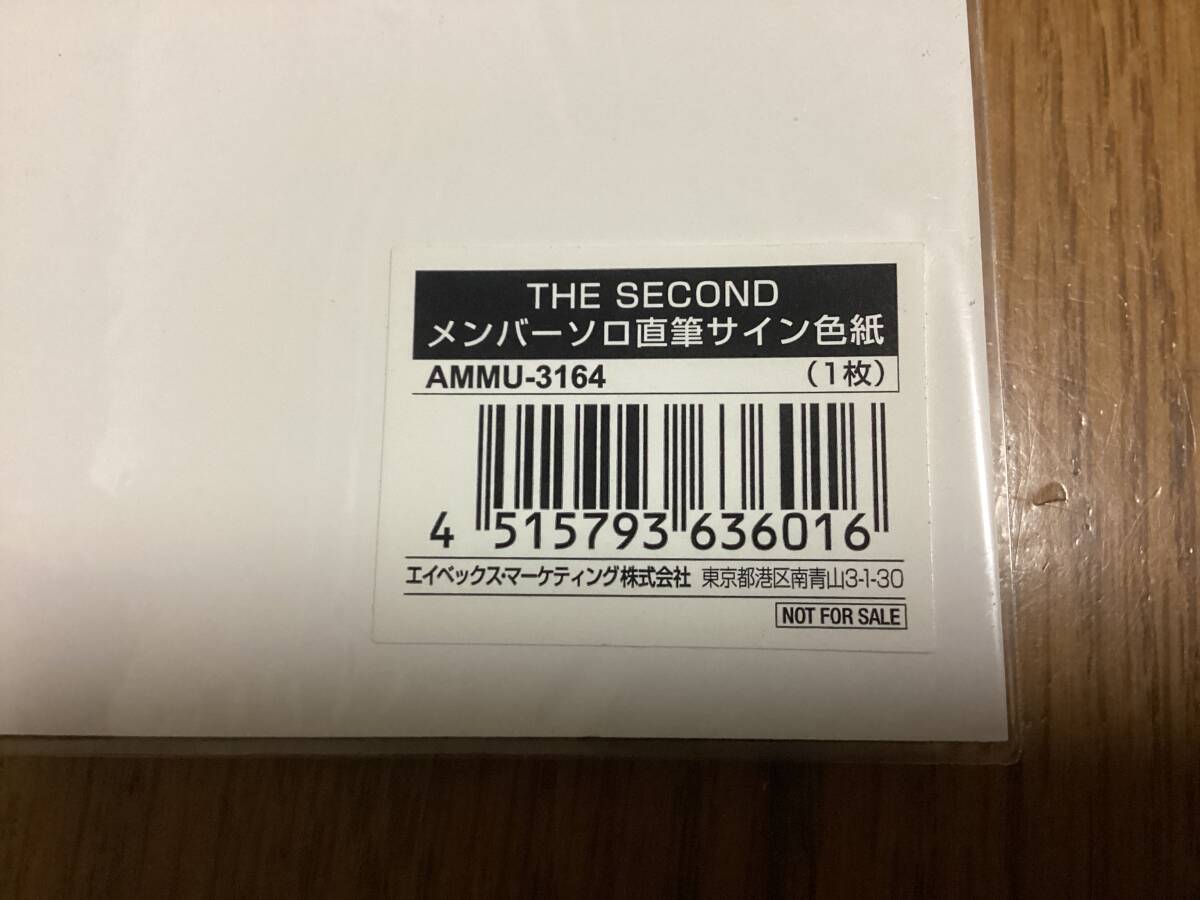 THE SECOND
メンバーソロ直筆サイン色紙
AMMU-3164 (1枚)
4 515793 636016
エイベックス・マーケティング株式会社 東京都港区南青山3-1-30
NOT FOR SALE